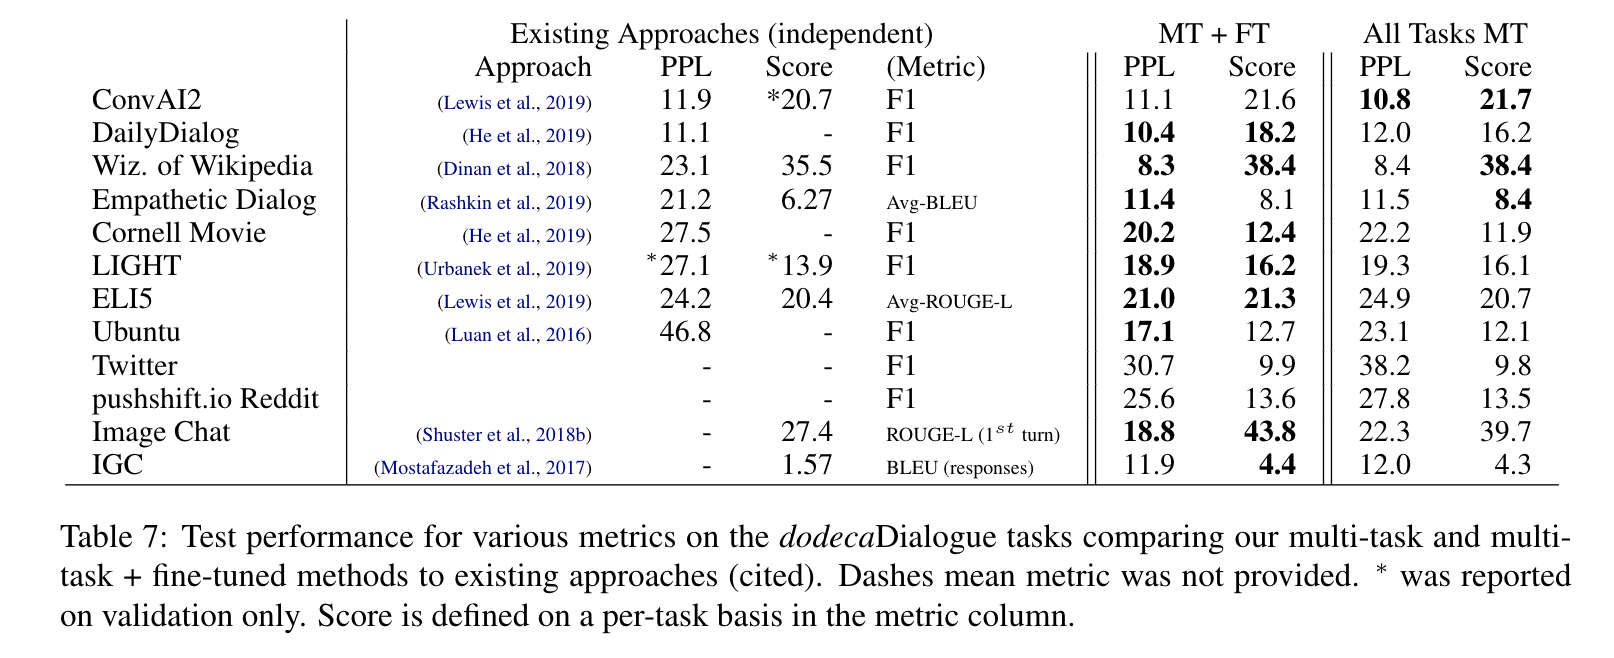 Existing Approaches (independent) MT + FT All Tasks MT
Approach PPL Score (Metric) PPL Score PPL Score
ConvAI2 (Lewis et al., 2019) 11.9 *20.7 F1 11.1 21.6 10.8 21.7
DailyDialog (He et al., 2019) 11.1 - F1 10.4 18.2 12.0 16.2
Wiz. of Wikipedia (Dinan et al., 2018) 23.1 35.5 F1 8.3 38.4 8.4 38.4
Empathetic Dialog (Rashkin et al., 2019) 21.2 6.27 Avg-BLEU 11.4 8.1 11.5 8.4
Cornell Movie (He et al., 2019) 27.5 - F1 20.2 12.4 22.2 11.9
LIGHT (Urbanek et al., 2019) *27.1 *13.9 F1 18.9 16.2 19.3 16.1
ELI5 (Lewis et al., 2019) 24.2 20.4 Avg-ROUGE-L 21.0 21.3 24.9 20.7
Ubuntu (Luan et al., 2016) 46.8 - F1 17.1 12.7 23.1 12.1
Twitter - - F1 30.7 9.9 38.2 9.8
pushshift.io Reddit - - F1 25.6 13.6 27.8 13.5
Image Chat (Shuster et al., 2018b) - 27.4 ROUGE-L (1st turn) 18.8 43.8 22.3 39.7
IGC (Mostafazadeh et al., 2017) - 1.57 BLEU (responses) 11.9 4.4 12.0 4.3
Table 7: Test performance for various metrics on the dodecaDialogue tasks comparing our multi-task and multi-
task + fine-tuned methods to existing approaches (cited). Dashes mean metric was not provided. * was reported
on validation only. Score is defined on a per-task basis in the metric column.